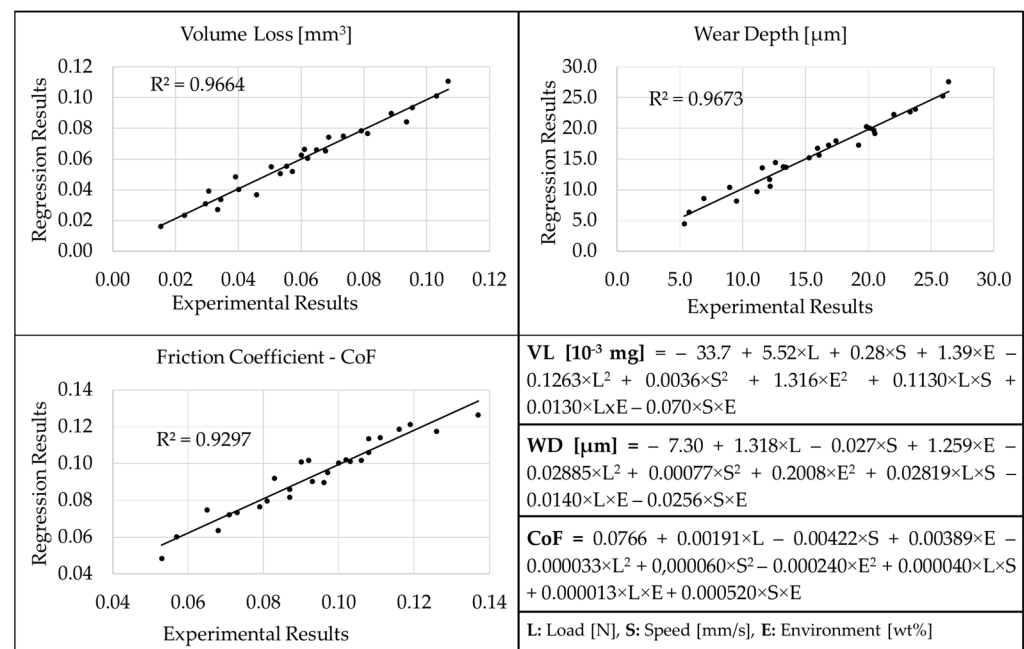 Volume Loss [mm³]
R² = 0.9664
Regression Results
0.12
0.10
0.08
0.06
0.04
0.02
0.00
0.00 0.02 0.04 0.06 0.08 0.10 0.12
Experimental Results
Wear Depth [µm]
R² = 0.9673
Regression Results
30.0
25.0
20.0
15.0
10.0
5.0
0.0
0.0 5.0 10.0 15.0 20.0 25.0 30.0
Experimental Results
Friction Coefficient - CoF
R² = 0.9297
Regression Results
0.14
0.12
0.10
0.08
0.06
0.04
0.04 0.06 0.08 0.10 0.12 0.14
Experimental Results
VL [10⁻³ mg] = – 33.7 + 5.52×L + 0.28×S + 1.39×E –
0.1263×L² + 0.0036×S² + 1.316×E² + 0.1130×L×S +
0.0130×LxE – 0.070×S×E
WD [µm] = – 7.30 + 1.318×L – 0.027×S + 1.259×E –
0.02885×L² + 0.00077×S² + 0.2008×E² + 0.02819×L×S –
0.0140×L×E – 0.0256×S×E
CoF = 0.0766 + 0.00191×L – 0.00422×S + 0.00389×E –
0.000033×L² + 0,000060×S² – 0.000240×E² + 0.000040×L×S
+ 0.000013×L×E + 0.000520×S×E
L: Load [N], S: Speed [mm/s], E: Environment [wt%]